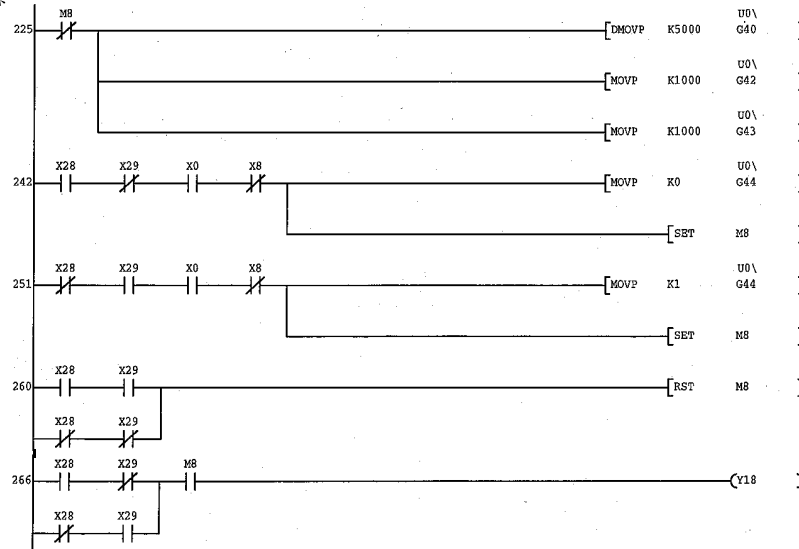 M8 U0\
225 DMOVP K5000 G40
U0\
MOVP K1000 G42
U0\
MOVP K1000 G43
X28 X29 X0 X8 U0\
242 MOVP K0 G44
SET M8
X28 X29 X0 X8 U0\
251 MOVP K1 G44
SET M8
X28 X29
260 RST M8
X28 X29
X28 X29 M8
266 Y18
X28 X29